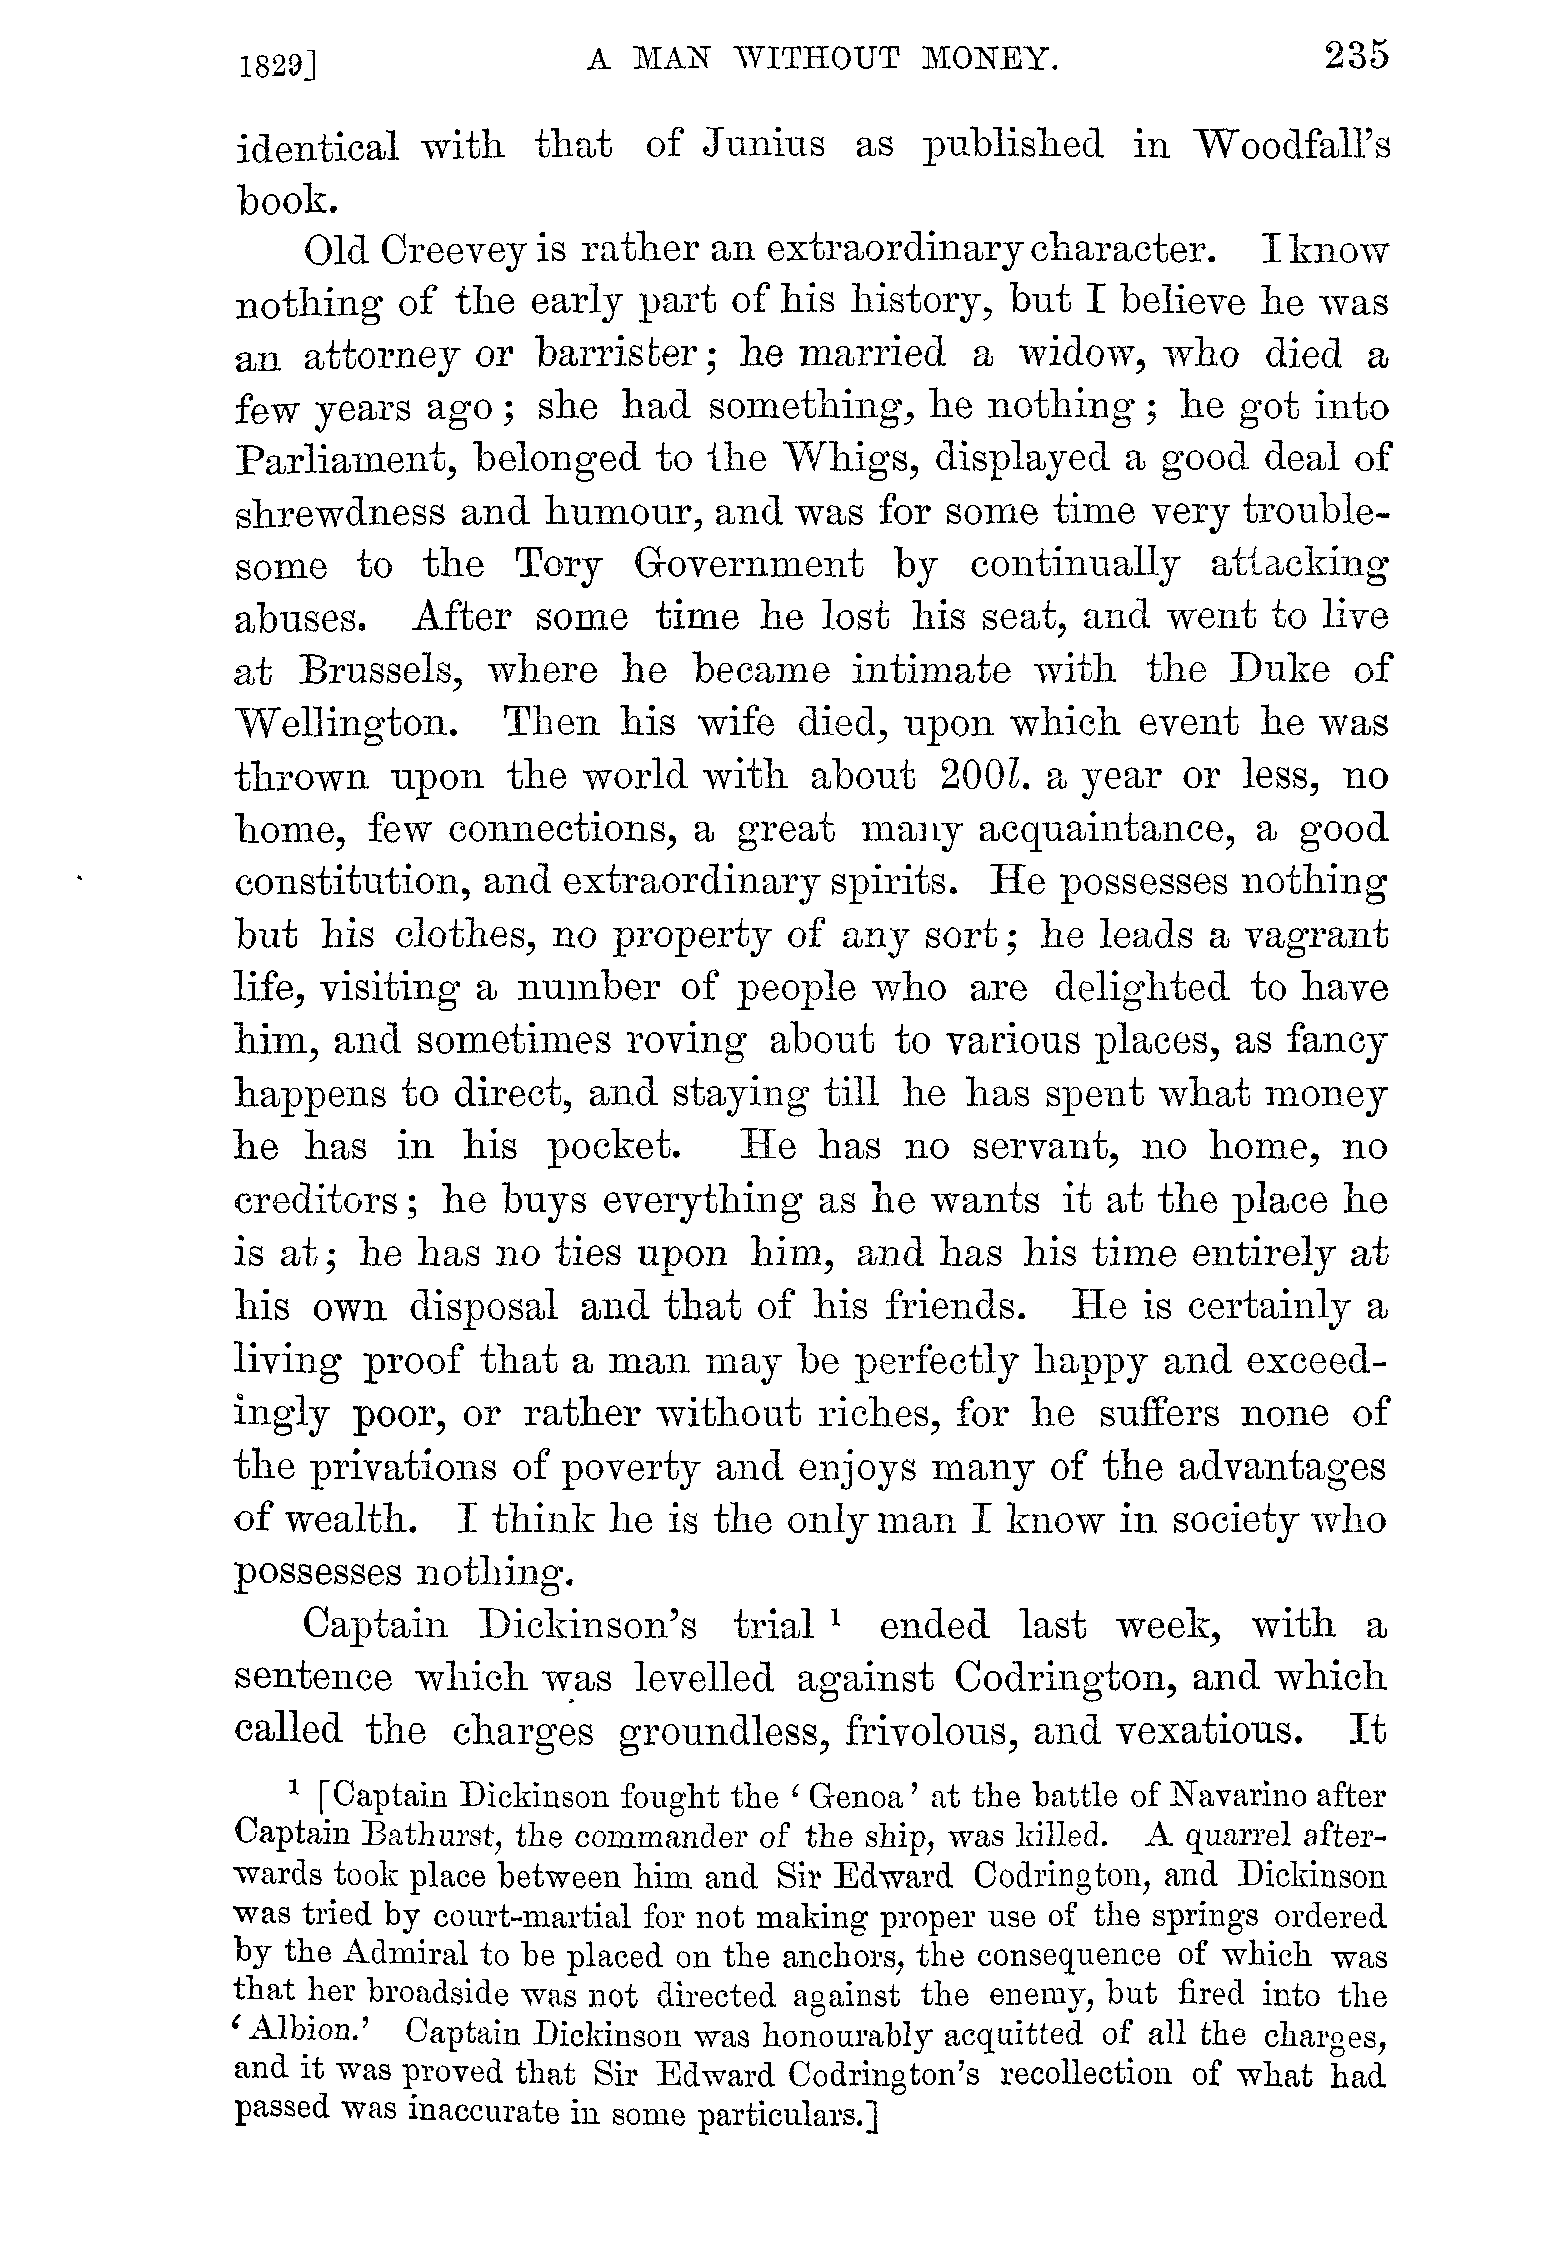 1829] A MAN WITHOUT MONEY. 235
identical with that of Junius as published in Woodfall's
book.
Old Creevey is rather an extraordinary character. I know
nothing of the early part of his history, but I believe he was
an attorney or barrister; he married a widow, who died a
few years ago; she had something, he nothing; he got into
Parliament, belonged to the Whigs, displayed a good deal of
shrewdness and humour, and was for some time very trouble-
some to the Tory Government by continually attacking
abuses. After some time he lost his seat, and went to live
at Brussels, where he became intimate with the Duke of
Wellington. Then his wife died, upon which event he was
thrown upon the world with about 200l. a year or less, no
home, few connections, a great many acquaintance, a good
constitution, and extraordinary spirits. He possesses nothing
but his clothes, no property of any sort; he leads a vagrant
life, visiting a number of people who are delighted to have
him, and sometimes roving about to various places, as fancy
happens to direct, and staying till he has spent what money
he has in his pocket. He has no servant, no home, no
creditors; he buys everything as he wants it at the place he
is at; he has no ties upon him, and has his time entirely at
his own disposal and that of his friends. He is certainly a
living proof that a man may be perfectly happy and exceed-
ingly poor, or rather without riches, for he suffers none of
the privations of poverty and enjoys many of the advantages
of wealth. I think he is the only man I know in society who
possesses nothing.
Captain Dickinson's trial ¹ ended last week, with a
sentence which was levelled against Codrington, and which
called the charges groundless, frivolous, and vexatious. It
¹ [Captain Dickinson fought the 'Genoa' at the battle of Navarino after
Captain Bathurst, the commander of the ship, was killed. A quarrel after-
wards took place between him and Sir Edward Codrington, and Dickinson
was tried by court-martial for not making proper use of the springs ordered
by the Admiral to be placed on the anchors, the consequence of which was
that her broadside was not directed against the enemy, but fired into the
'Albion.' Captain Dickinson was honourably acquitted of all the charges,
and it was proved that Sir Edward Codrington's recollection of what had
passed was inaccurate in some particulars.]